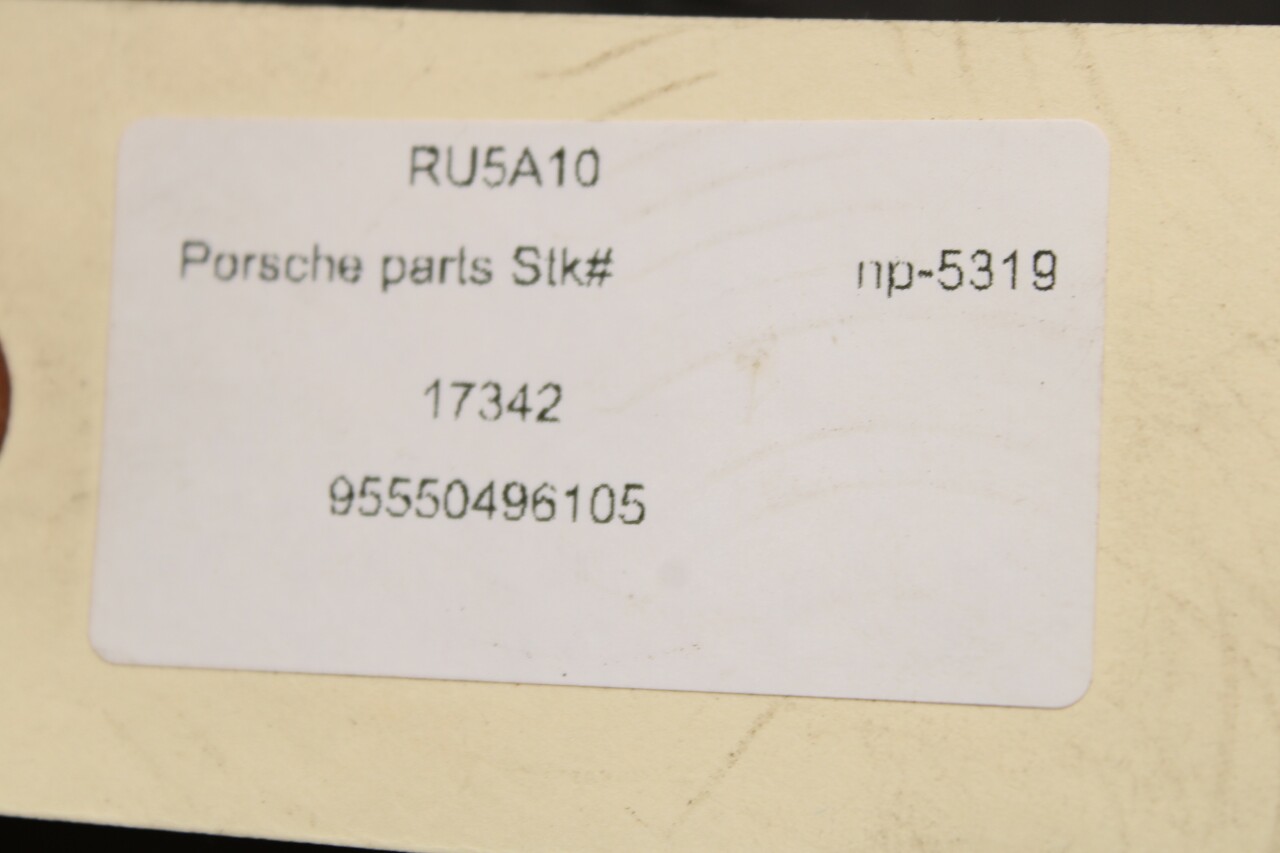 RU5A10
Porsche parts Stk# np-5319
17342
95550496105